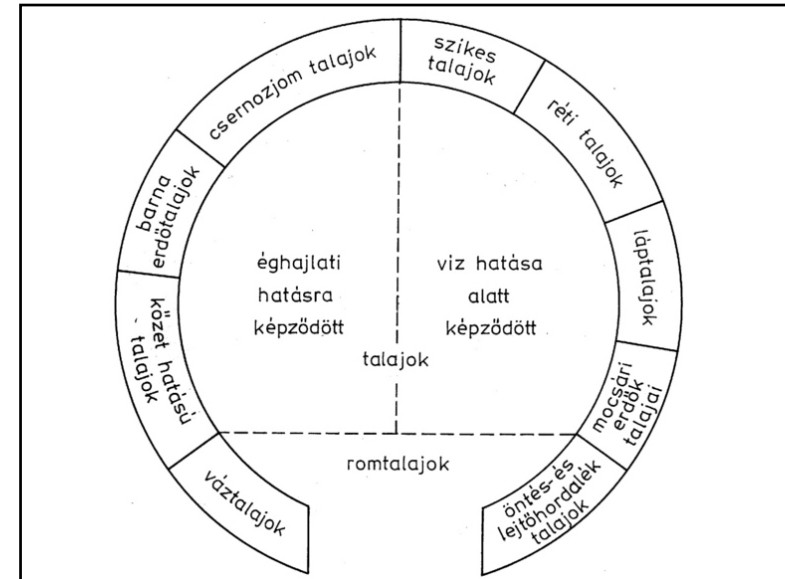 csernozjom talajok
szikes
talajok
réti talajok
láptalajok
mocsári
erdők
talajai
öntés-és
lejtőhordalék
talajok
barna
erdőtalajok
kőzet hatású
talajok
váztalajok
éghajlati
hatásra
képződött
viz hatása
alatt
képződött
talajok
romtalajok